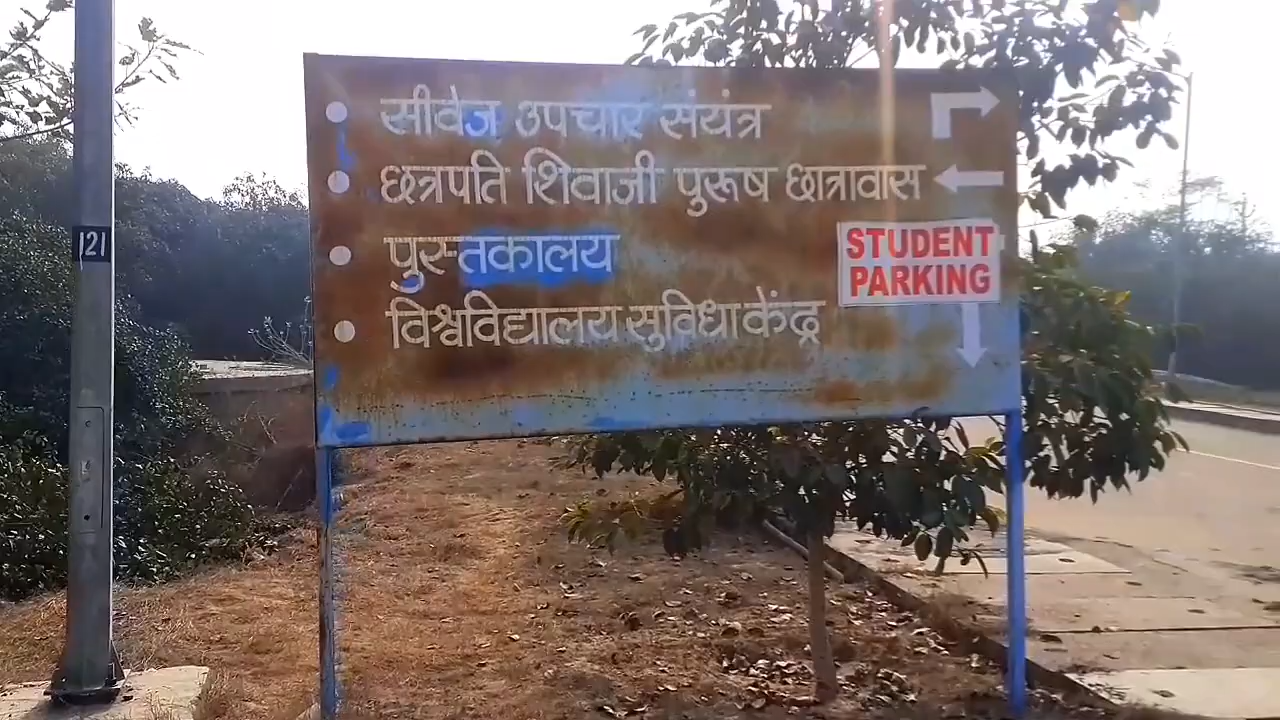 सीवेज उपचार संयंत्र
छत्रपति शिवाजी पुरूष छात्रावास
पुस्तकालय
STUDENT
PARKING
विश्वविद्यालय सुविधा केंद्र
121